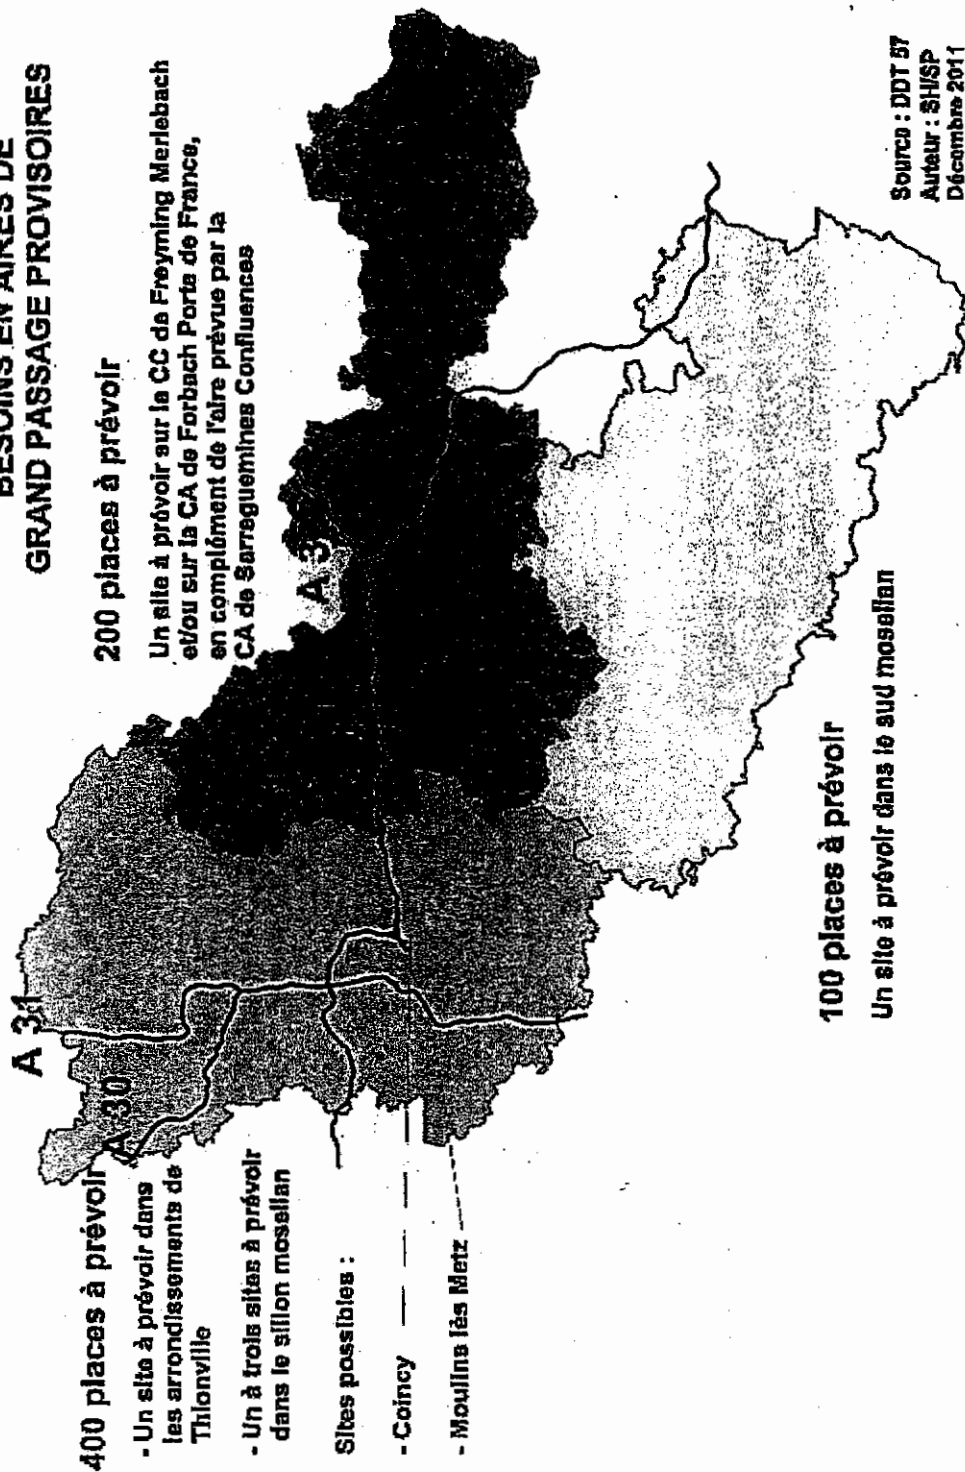 BESOINS EN AIRES DE
GRAND PASSAGE PROVISOIRES
200 places à prévoir
Un site à prévoir sur la CC de Freyming Merlebach
et/ou sur la CA de Forbach Porte de France,
en complément de l'aire prévue par la
CA de Sarreguemines Confluences
A 31
A 30
A 3
400 places à prévoir
- Un site à prévoir dans
les arrondissements de
Thionville
- Un à trois sites à prévoir
dans le sillon mosellan
Sites possibles :
- Coincy
- Moulins lès Metz
100 places à prévoir
Un site à prévoir dans le sud mosellan
Source : DDT 57
Auteur : SH/SP
Décembre 2011